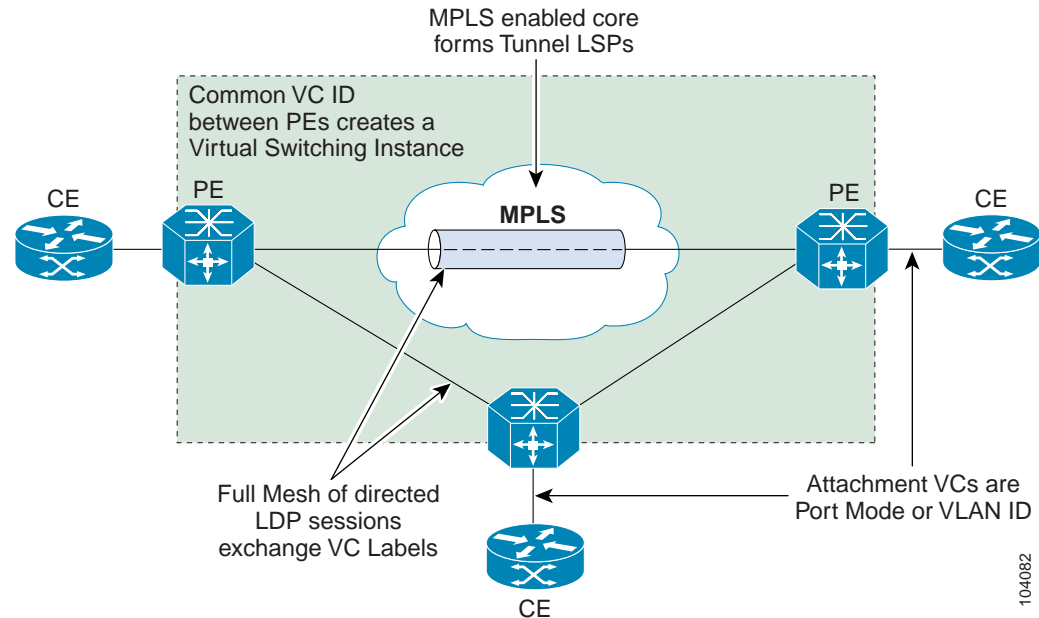 MPLS enabled core
forms Tunnel LSPs
Common VC ID
between PEs creates a
Virtual Switching Instance
CE
PE
MPLS
PE
CE
Full Mesh of directed
LDP sessions
exchange VC Labels
Attachment VCs are
Port Mode or VLAN ID
CE
104082